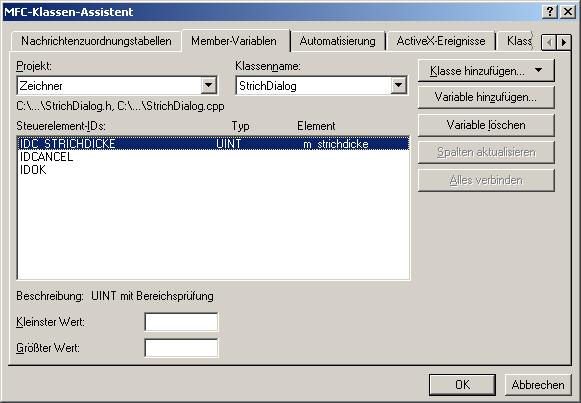 MFC-Klassen-Assistent
Nachrichtenzuordnungstabellen Member-Variablen Automatisierung ActiveX-Ereignisse Klass
Projekt: Klassenname:
Zeichner StrichDialog
C:\...\StrichDialog.h, C:\...\StrichDialog.cpp
Steuerelement-IDs: Typ Element
IDC_STRICHDICKE UINT m_strichdicke
IDCANCEL
IDOK
Klasse hinzufügen...
Variable hinzufügen...
Variable löschen
Spalten aktualisieren
Alles verbinden
Beschreibung: UINT mit Bereichsprüfung
Kleinster Wert:
Größter Wert:
OK Abbrechen